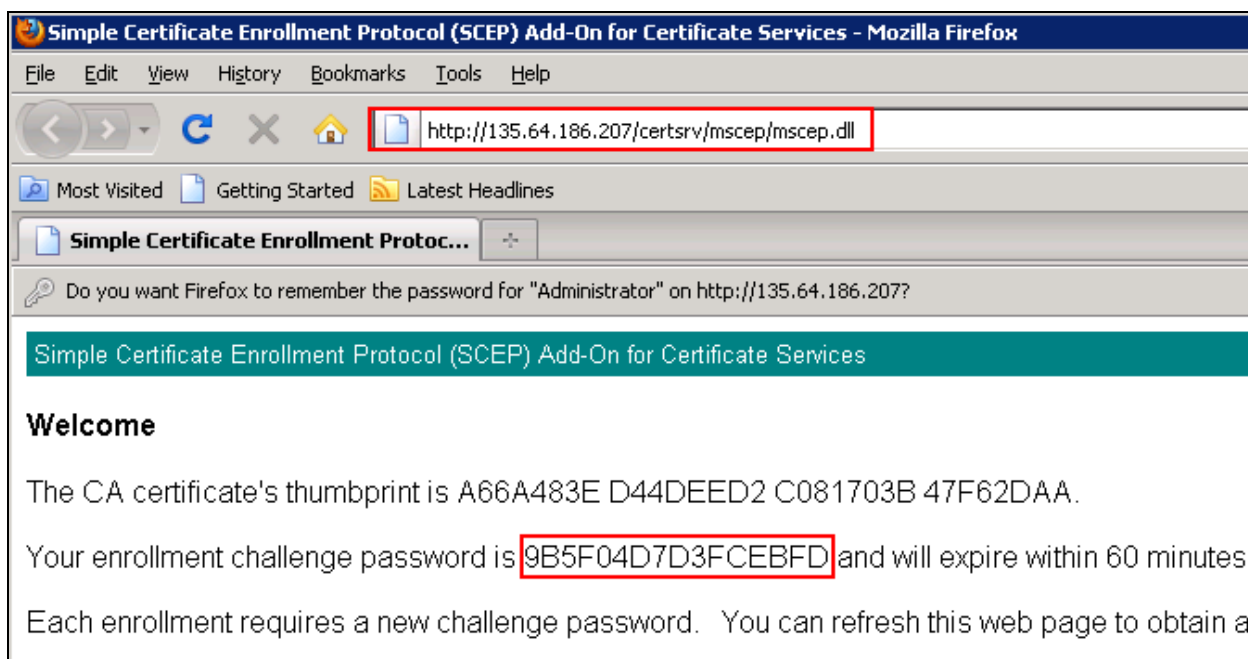 Simple Certificate Enrollment Protocol (SCEP) Add-On for Certificate Services - Mozilla Firefox
File Edit View History Bookmarks Tools Help
http://135.64.186.207/certsrv/mscep/mscep.dll
Most Visited Getting Started Latest Headlines
Simple Certificate Enrollment Protoc...
Do you want Firefox to remember the password for "Administrator" on http://135.64.186.207?
Simple Certificate Enrollment Protocol (SCEP) Add-On for Certificate Services
Welcome
The CA certificate's thumbprint is A66A483E D44DEED2 C081703B 47F62DAA.
Your enrollment challenge password is 9B5F04D7D3FCEBFD and will expire within 60 minutes
Each enrollment requires a new challenge password. You can refresh this web page to obtain a